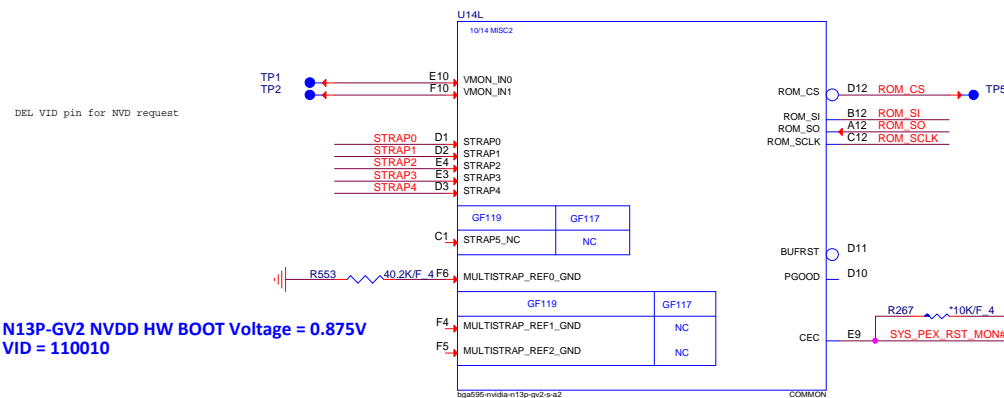 U14L
10/14 MISC2
TP1 E10 VMON_IN0
TP2 F10 VMON_IN1
ROM_CS D12 ROM_CS TP5
DEL VID pin for NVD request
ROM_SI B12 ROM_SI
ROM_SO A12 ROM_SO
ROM_SCLK C12 ROM_SCLK
STRAP0 D1 STRAP0
STRAP1 D2 STRAP1
STRAP2 E4 STRAP2
STRAP3 E3 STRAP3
STRAP4 D3 STRAP4
GF119 GF117
C1 STRAP5_NC NC
BUFRST D11
R553 40.2K/F_4 F6 MULTISTRAP_REF0_GND
PGOOD D10
GF119 GF117
R267 *10K/F_4
F4 MULTISTRAP_REF1_GND NC
N13P-GV2 NVDD HW BOOT Voltage = 0.875V
VID = 110010
CEC E9 SYS_PEX_RST_MON#
F5 MULTISTRAP_REF2_GND NC
bga595-nvidia-n13p-gv2-s-a2 COMMON